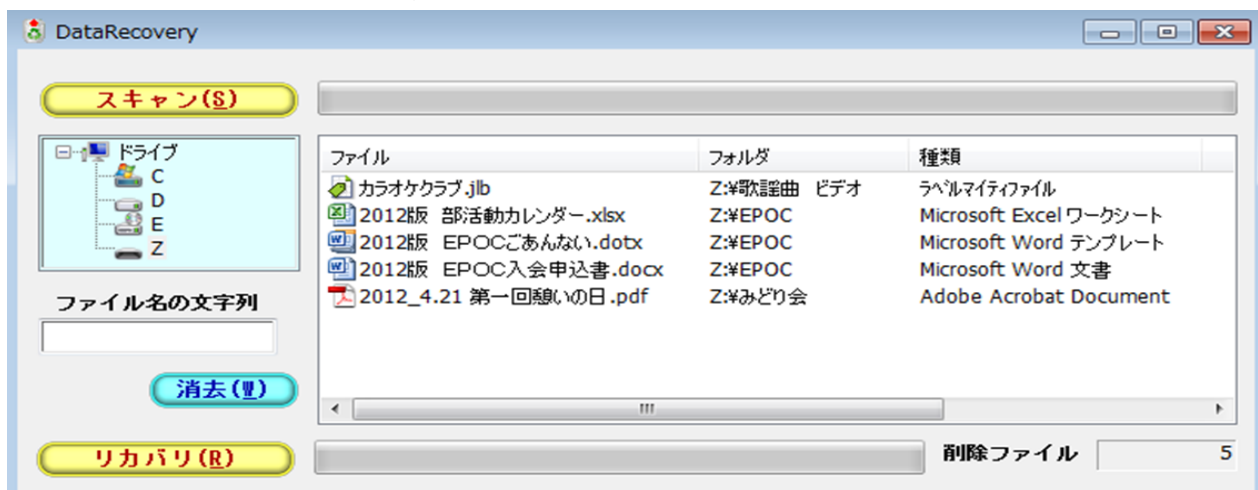 DataRecovery
スキャン(S)
ドライブ
C
D
E
Z
ファイル名の文字列
消去(W)
ファイル フォルダ 種類
カラオケクラブ.jlb Z:¥歌謡曲 ビデオ ラベルマイティファイル
2012版 部活動カレンダー.xlsx Z:¥EPOC Microsoft Excel ワークシート
2012版 EPOCごあんない.dotx Z:¥EPOC Microsoft Word テンプレート
2012版 EPOC入会申込書.docx Z:¥EPOC Microsoft Word 文書
2012_4.21 第一回憩いの日.pdf Z:¥みどり会 Adobe Acrobat Document
リカバリ(R)
削除ファイル 5